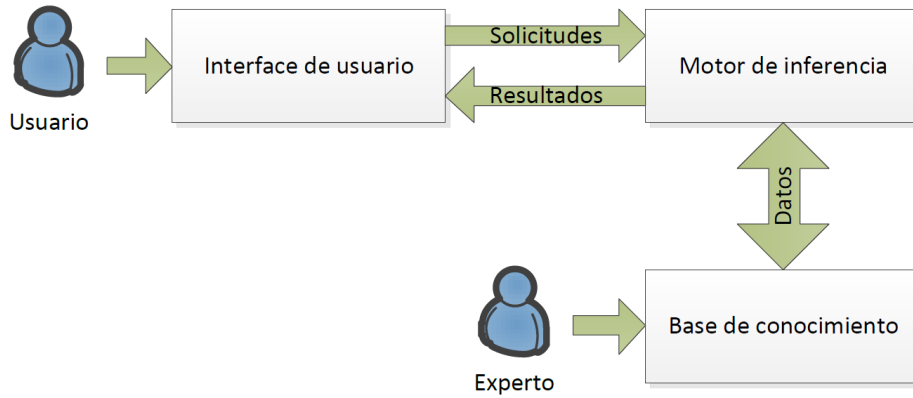 Solicitudes
Interface de usuario
Motor de inferencia
Resultados
Usuario
Datos
Base de conocimiento
Experto